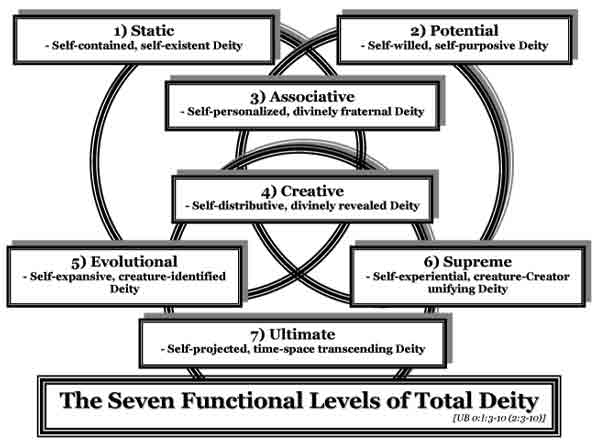 1) Static
- Self-contained, self-existent Deity
2) Potential
- Self-willed, self-purposive Deity
3) Associative
- Self-personalized, divinely fraternal Deity
4) Creative
- Self-distributive, divinely revealed Deity
5) Evolutional
- Self-expansive, creature-identified
Deity
6) Supreme
- Self-experiential, creature-Creator
unifying Deity
7) Ultimate
- Self-projected, time-space transcending Deity
The Seven Functional Levels of Total Deity
[UB 0:I:3-10 (2:3-10)]